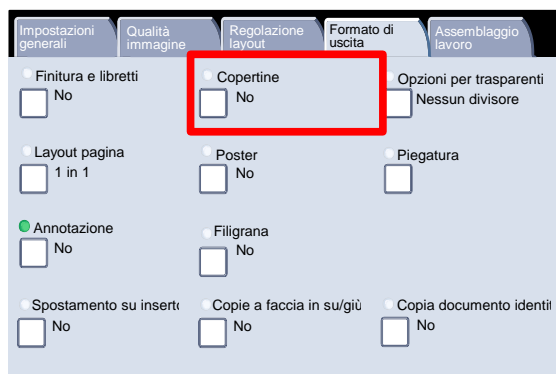 Impostazioni
generali
Qualità
immagine
Regolazione
layout
Formato di
uscita
Assemblaggio
lavoro
Finitura e libretti
No
Copertine
No
Opzioni per trasparenti
Nessun divisore
Layout pagina
1 in 1
Poster
No
Piegatura
Annotazione
No
Filigrana
No
Spostamento su inserto
No
Copie a faccia in su/giù
No
Copia documento identit
No